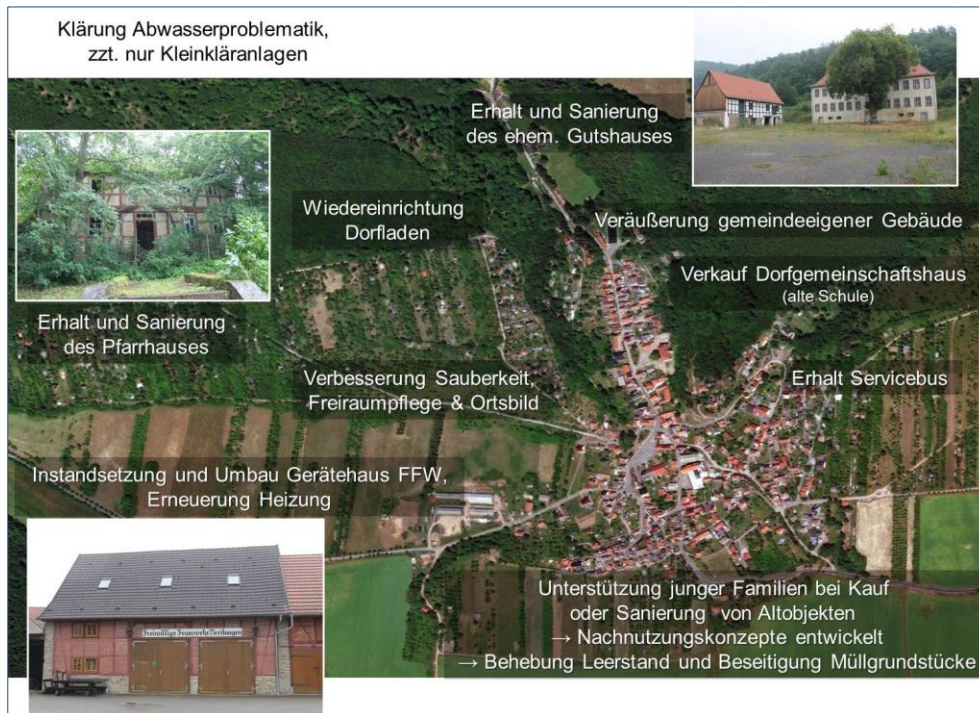 Klärung Abwasserproblematik,
zzt. nur Kleinkläranlagen
Erhalt und Sanierung
des ehem. Gutshauses
Wiedereinrichtung
Dorfladen
Veräußerung gemeindeeigener Gebäude
Verkauf Dorfgemeinschaftshaus
(alte Schule)
Erhalt und Sanierung
des Pfarrhauses
Verbesserung Sauberkeit,
Freiraumpflege & Ortsbild
Erhalt Servicebus
Instandsetzung und Umbau Gerätehaus FFW,
Erneuerung Heizung
Freiwillige Feuerwehr
Unterstützung junger Familien bei Kauf
oder Sanierung von Altobjekten
→ Nachnutzungskonzepte entwickelt
→ Behebung Leerstand und Beseitigung Müllgrundstücke